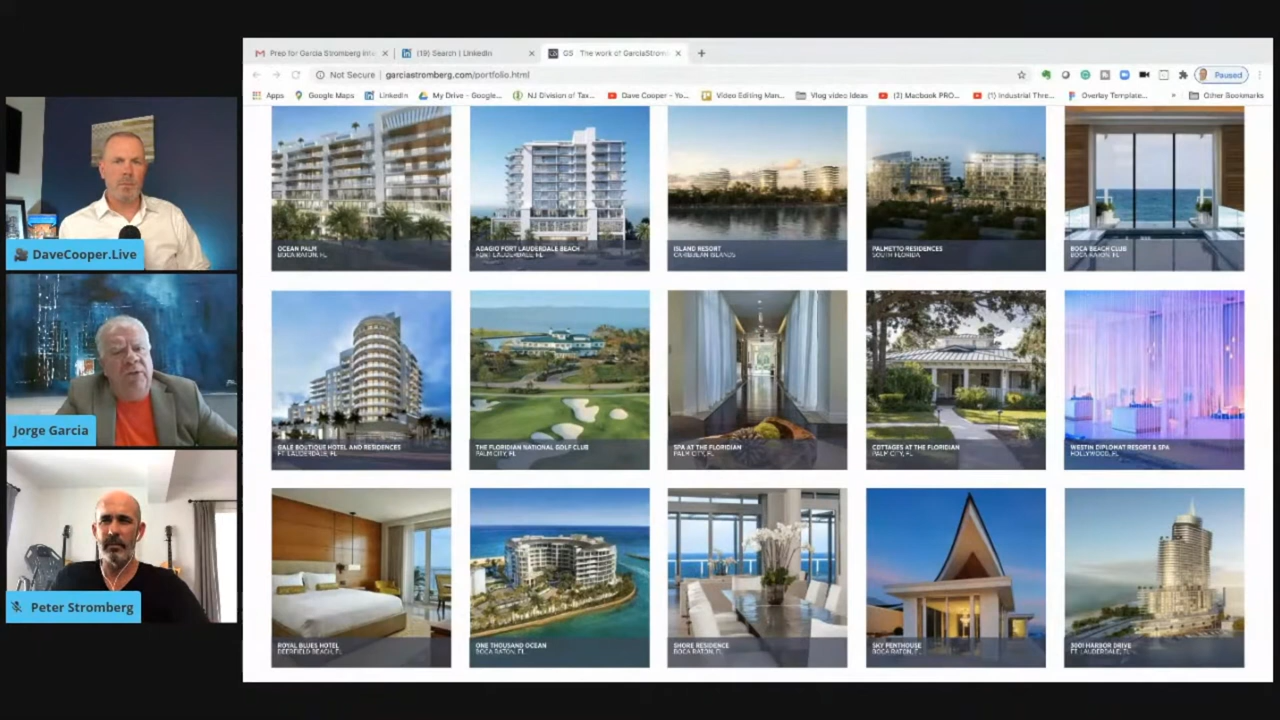 Prep for Garcia Stromberg Int
(19) Search | LinkedIn
GS The work of GarciaStrom
Not Secure | garciastromberg.com/portfolio.html
Paused
Apps
Google Maps
LinkedIn
My Drive - Google...
NJ Division of Tax...
Dave Cooper - Yo...
Video Editing Man...
Vlog video Ideas
(2) Macbook PRO...
(1) Industrial Thre...
Overlay Template...
»
Other Bookmarks
DaveCooper.Live
Jorge Garcia
Peter Stromberg
OCEAN PALM
BOCA RATON, FL
ADAGIO FORT LAUDERDALE BEACH
FORT LAUDERDALE, FL
ISLAND RESORT
CARIBBEAN ISLANDS
PALMETTO RESIDENCES
SOUTH FLORIDA
BOCA BEACH CLUB
BOCA RATON, FL
GALE BOUTIQUE HOTEL AND RESIDENCES
FT. LAUDERDALE, FL
THE FLORIDIAN NATIONAL GOLF CLUB
PALM CITY, FL
SPA AT THE FLORIDIAN
PALM CITY, FL
COTTAGES AT THE FLORIDIAN
PALM CITY, FL
WESTIN DIPLOMAT RESORT & SPA
HOLLYWOOD, FL
ROYAL BLUES HOTEL
DEERFIELD BEACH, FL
ONE THOUSAND OCEAN
BOCA RATON, FL
SHORE RESIDENCE
BOCA RATON, FL
SKY PENTHOUSE
BOCA RATON, FL
3001 HARBOR DRIVE
FT. LAUDERDALE, FL